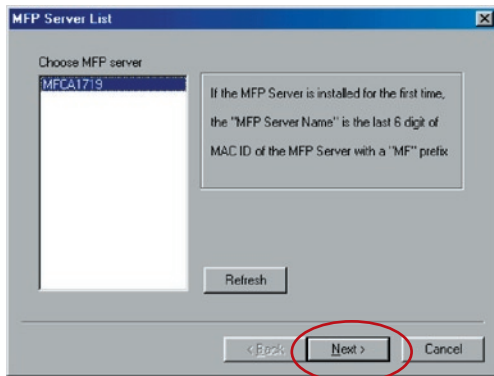 MFP Server List
Choose MFP server
MFCA1719
If the MFP Server is installed for the first time,
the "MFP Server Name" is the last 6 digit of
MAC ID of the MFP Server with a "MF" prefix
Refresh
< Back
Next >
Cancel